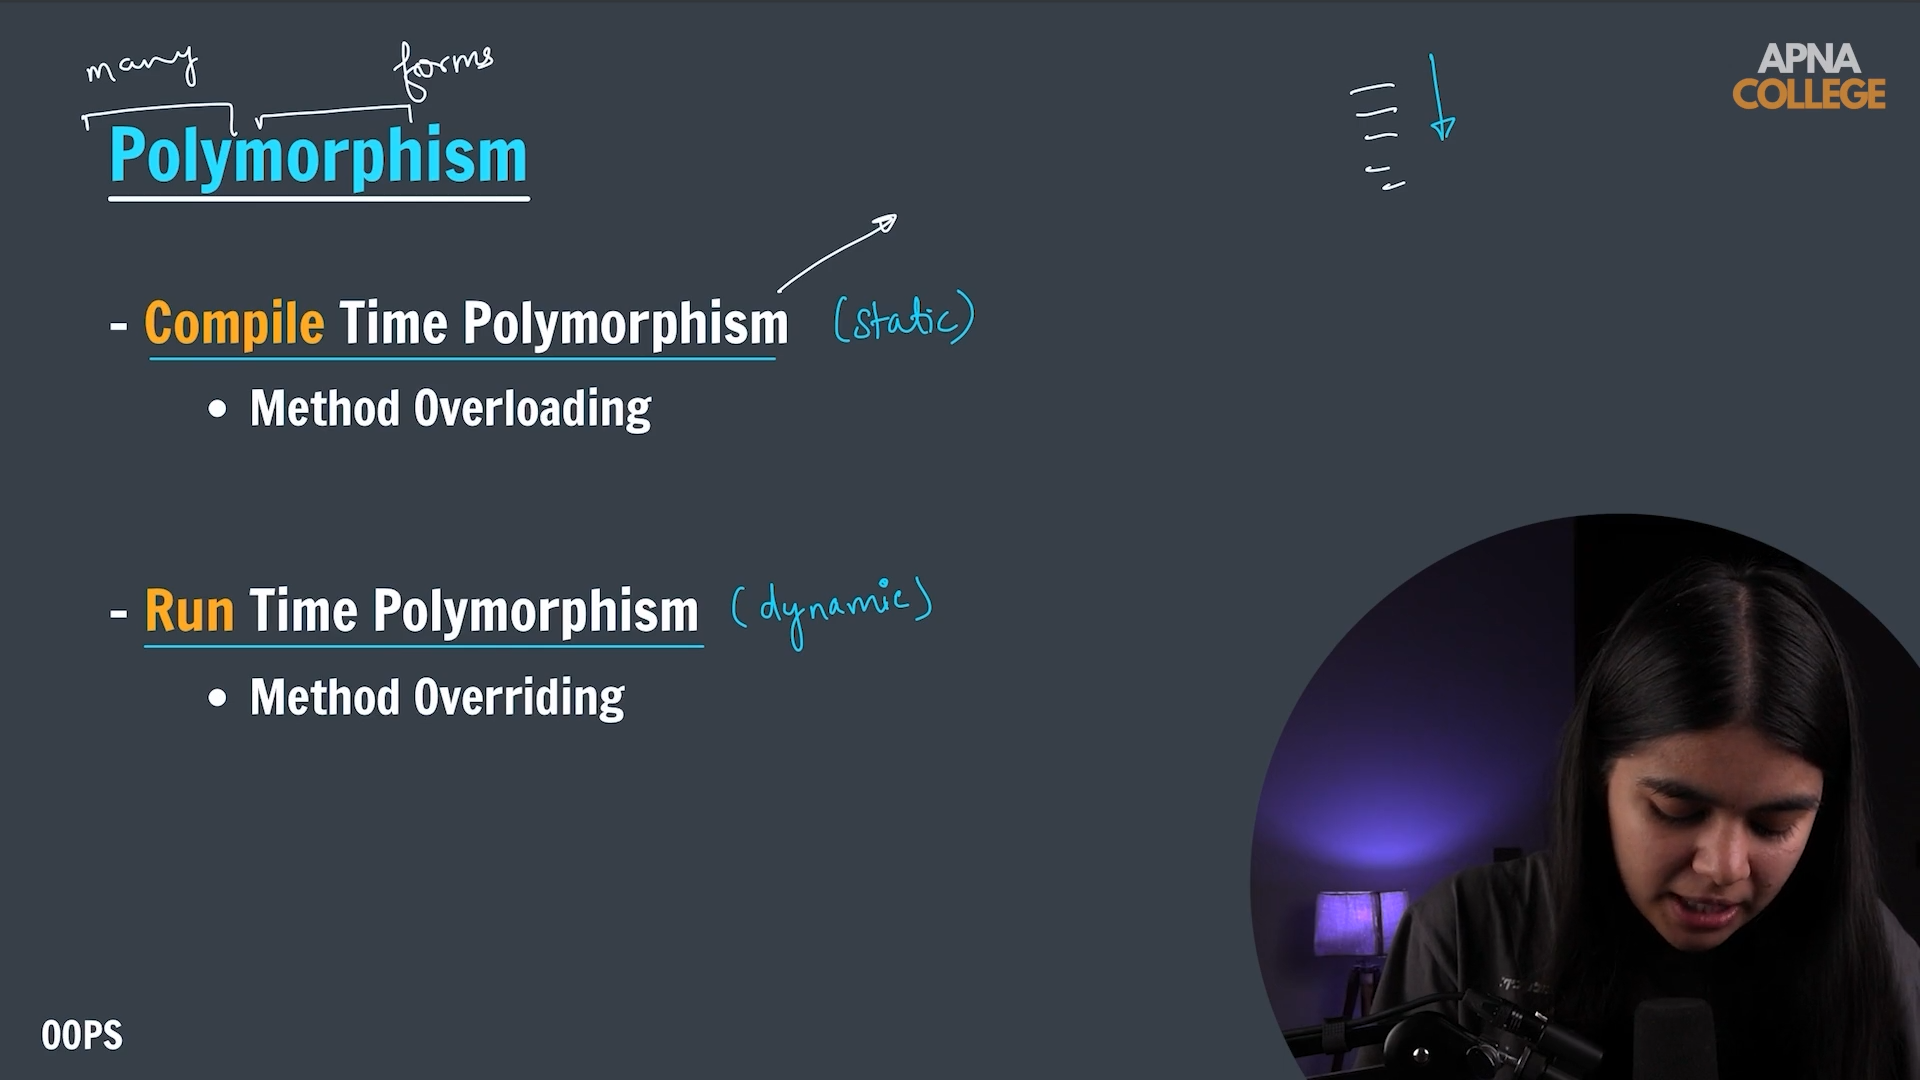 many forms
APNA
COLLEGE
Polymorphism
- Compile Time Polymorphism (static)
• Method Overloading
- Run Time Polymorphism (dynamic)
• Method Overriding
OOPS